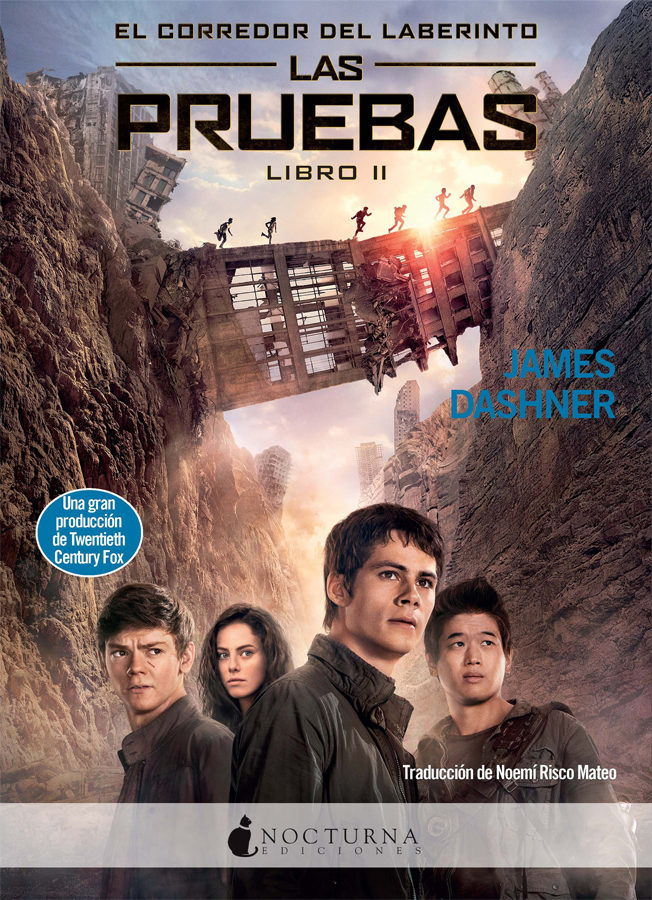 EL CORREDOR DEL LABERINTO
LAS
PRUEBAS
LIBRO II
JAMES
DASHNER
Una gran
producción
de Twentieth
Century Fox
Traducción de Noemí Risco Mateo
NOCTURNA
EDICIONES